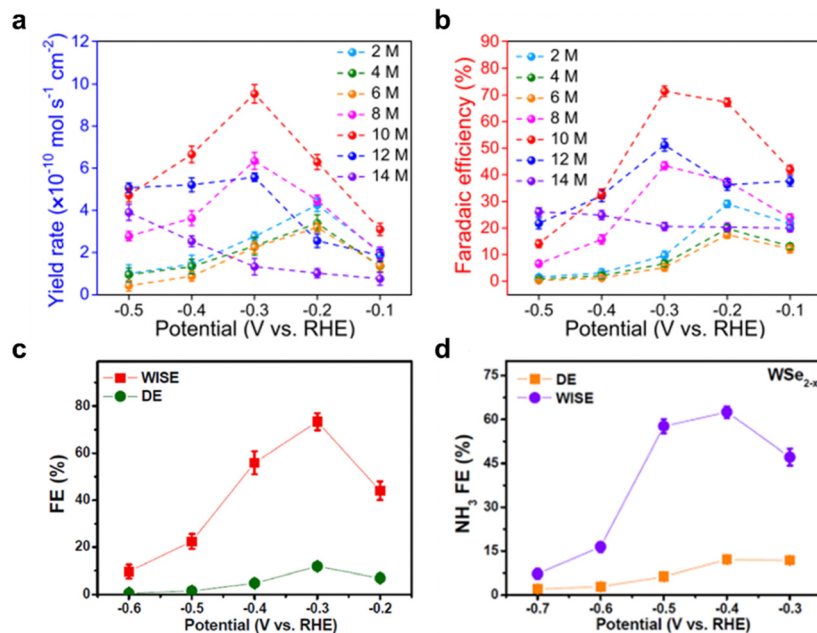 a
Yield rate (×10⁻¹⁰ mol s⁻¹ cm⁻²)
12
10
8
6
4
2
0
2 M
4 M
6 M
8 M
10 M
12 M
14 M
-0.5 -0.4 -0.3 -0.2 -0.1
Potential (V vs. RHE)
b
Faradaic efficiency (%)
90
80
70
60
50
40
30
20
10
0
2 M
4 M
6 M
8 M
10 M
12 M
14 M
-0.5 -0.4 -0.3 -0.2 -0.1
Potential (V vs. RHE)
c
FE (%)
80
60
40
20
0
WISE
DE
-0.6 -0.5 -0.4 -0.3 -0.2
Potential (V vs. RHE)
d
NH₃ FE (%)
75
60
45
30
15
0
DE
WISE
WSe₂₋ₓ
-0.7 -0.6 -0.5 -0.4 -0.3
Potential (V vs. RHE)